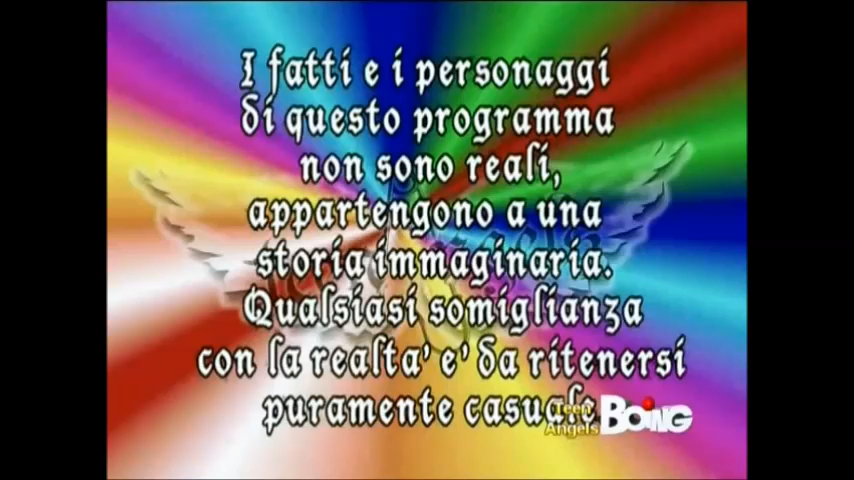 I fatti e i personaggi
di questo programma
non sono reali,
appartengono a una
storia immaginaria.
Qualsiasi somiglianza
con la realta' e' da ritenersi
puramente casuale
Teen
Angels
BOING